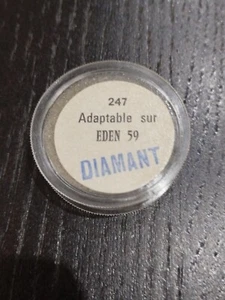 247
Adaptable sur
EDEN 59
DIAMANT